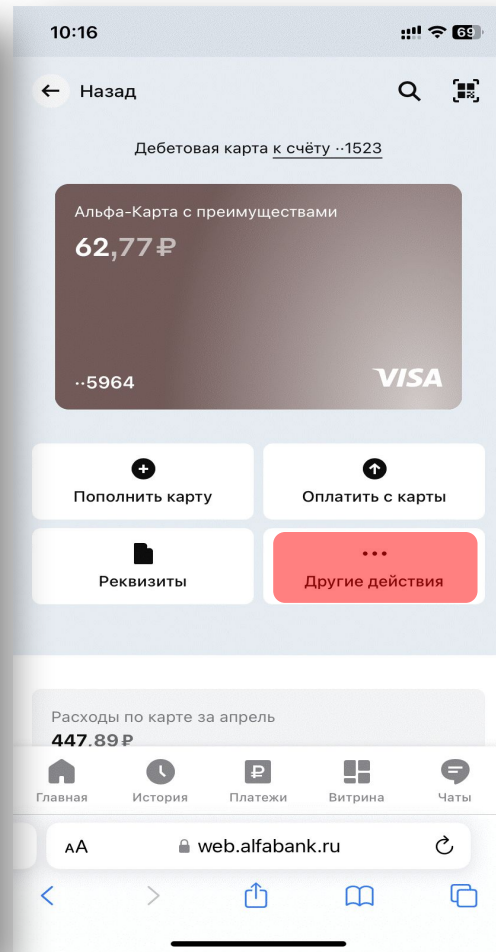 10:16
69
Назад
Дебетовая карта к счёту ··1523
Альфа-Карта с преимуществами
62,77 ₽
··5964
VISA
Пополнить карту
Оплатить с карты
Реквизиты
Другие действия
Расходы по карте за апрель
447,89 ₽
Главная
История
Платежи
Витрина
Чаты
AA
web.alfabank.ru